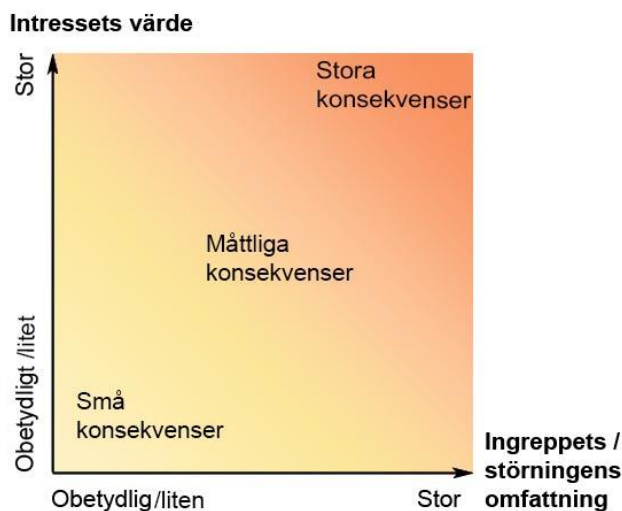 Intressets värde
Stor
Stora
konsekvenser
Måttliga
konsekvenser
Obetydligt /litet
Små
konsekvenser
Ingreppets /
störningens
omfattning
Obetydlig/liten
Stor